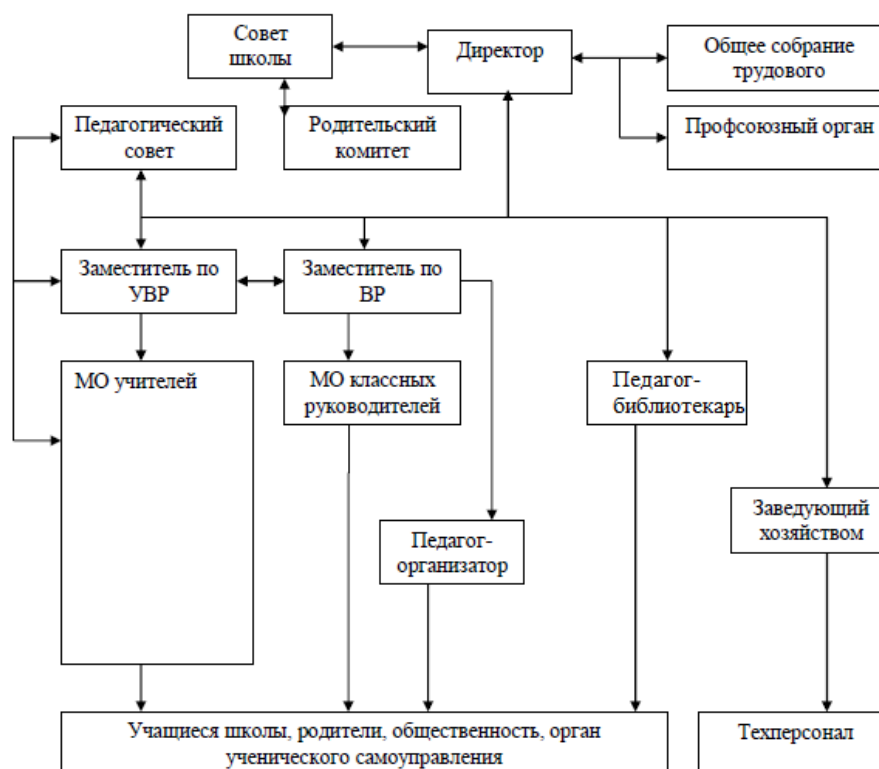 Совет
школы
Директор
Общее собрание
трудового
Педагогический
совет
Родительский
комитет
Профсоюзный орган
Заместитель по
УВР
Заместитель по
ВР
МО учителей
МО классных
руководителей
Педагог-
библиотекарь
Педагог-
организатор
Заведующий
хозяйством
Учащиеся школы, родители, общественность, орган
ученического самоуправления
Техперсонал